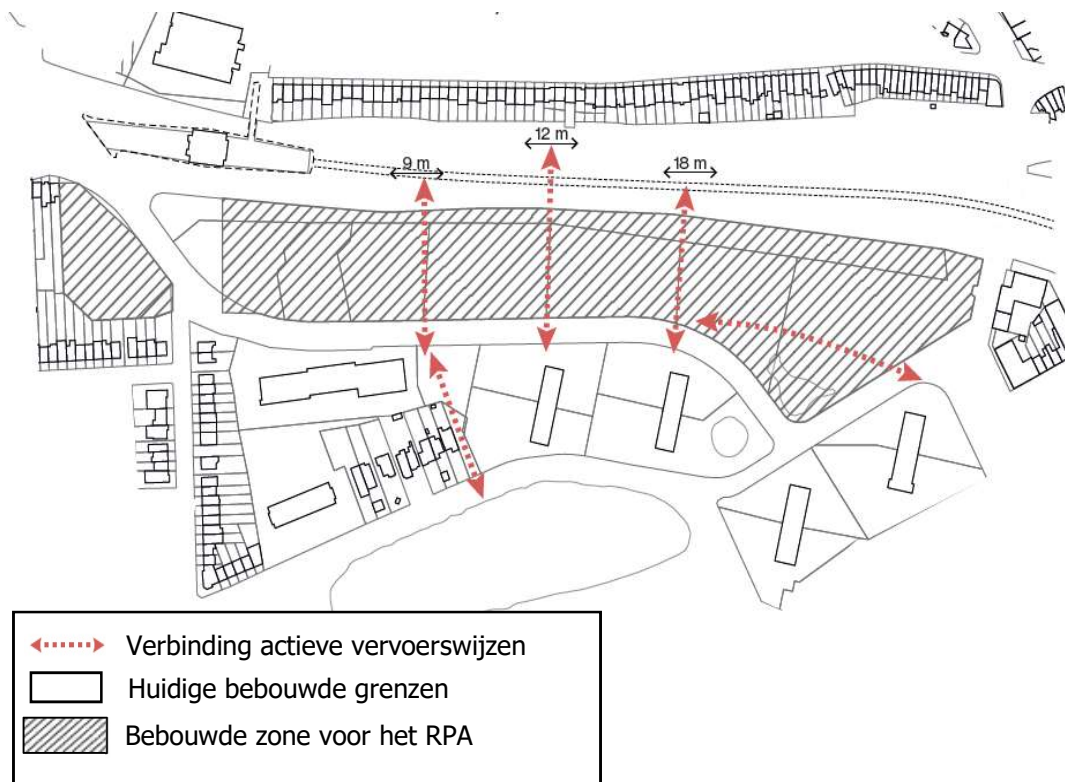 12 m
9 m
18 m
Verbinding actieve vervoerswijzen
Huidige bebouwde grenzen
Bebouwde zone voor het RPA